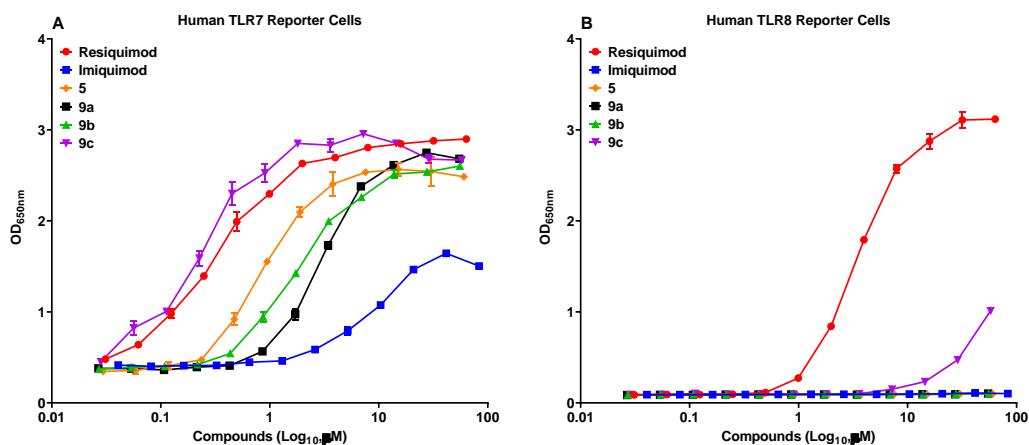 A
Human TLR7 Reporter Cells
4
3
2
1
0
OD650nm
Resiquimod
Imiquimod
5
9a
9b
9c
0.01
0.1
1
10
100
Compounds (Log10,μM)
B
Human TLR8 Reporter Cells
4
3
2
1
0
OD650nm
Resiquimod
Imiquimod
5
9a
9b
9c
0.01
0.1
1
10
100
Compounds (Log10,μM)